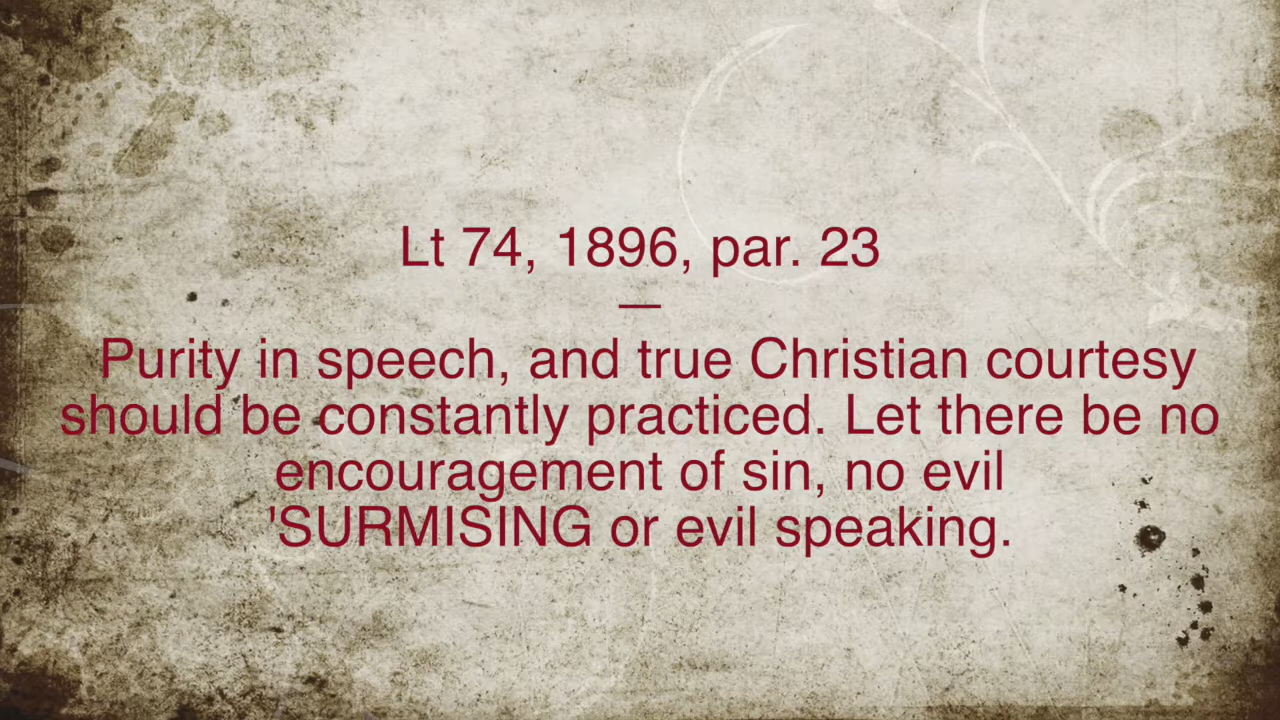 Lt 74, 1896, par. 23
—
Purity in speech, and true Christian courtesy
should be constantly practiced. Let there be no
encouragement of sin, no evil
'SURMISING or evil speaking.